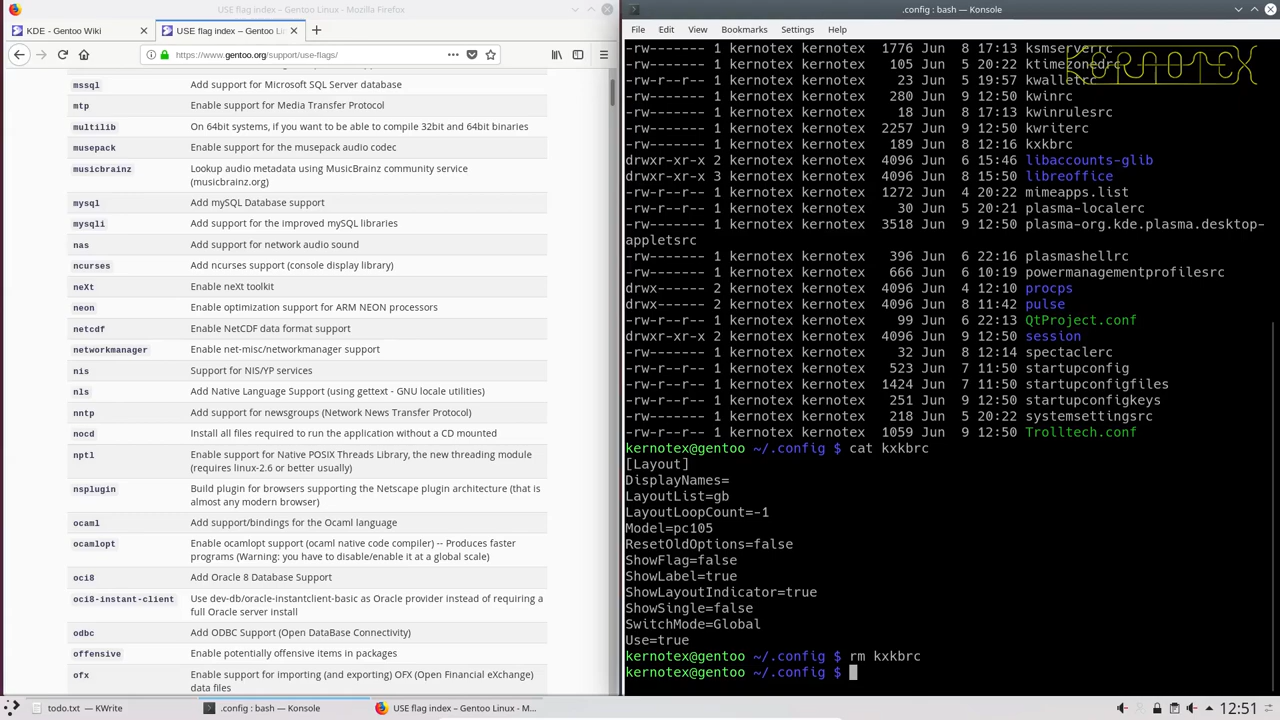 USE flag index – Gentoo Linux - Mozilla Firefox
KDE - Gentoo Wiki
USE flag index – Gentoo Lin
https://www.gentoo.org/support/use-flags/
mssql Add support for Microsoft SQL Server database
mtp Enable support for Media Transfer Protocol
multilib On 64bit systems, if you want to be able to compile 32bit and 64bit binaries
musepack Enable support for the musepack audio codec
musicbrainz Lookup audio metadata using MusicBrainz community service
(musicbrainz.org)
mysql Add mySQL Database support
mysqli Add support for the improved mySQL libraries
nas Add support for network audio sound
ncurses Add ncurses support (console display library)
neXt Enable neXt toolkit
neon Enable optimization support for ARM NEON processors
netcdf Enable NetCDF data format support
networkmanager Enable net-misc/networkmanager support
nis Support for NIS/YP services
nls Add Native Language Support (using gettext - GNU locale utilities)
nntp Add support for newsgroups (Network News Transfer Protocol)
nocd Install all files required to run the application without a CD mounted
nptl Enable support for Native POSIX Threads Library, the new threading module
(requires linux-2.6 or better usually)
nsplugin Build plugin for browsers supporting the Netscape plugin architecture (that is
almost any modern browser)
ocaml Add support/bindings for the Ocaml language
ocamlopt Enable ocamlopt support (ocaml native code compiler) -- Produces faster
programs (Warning: you have to disable/enable it at a global scale)
oci8 Add Oracle 8 Database Support
oci8-instant-client Use dev-db/oracle-instantclient-basic as Oracle provider instead of requiring a
full Oracle server install
odbc Add ODBC Support (Open DataBase Connectivity)
offensive Enable potentially offensive items in packages
ofx Enable support for importing (and exporting) OFX (Open Financial eXchange)
data files
.config : bash — Konsole
File Edit View Bookmarks Settings Help
KERNOTEX
-rw------- 1 kernotex kernotex 1776 Jun 8 17:13 ksmserverrc
-rw------- 1 kernotex kernotex 105 Jun 5 20:22 ktimezonedrc
-rw-r--r-- 1 kernotex kernotex 23 Jun 5 19:57 kwalletrc
-rw------- 1 kernotex kernotex 280 Jun 9 12:50 kwinrc
-rw------- 1 kernotex kernotex 18 Jun 8 17:13 kwinrulesrc
-rw------- 1 kernotex kernotex 2257 Jun 9 12:50 kwriterc
-rw------- 1 kernotex kernotex 189 Jun 8 12:16 kxkbrc
drwxr-xr-x 2 kernotex kernotex 4096 Jun 6 15:46 libaccounts-glib
drwxr-xr-x 3 kernotex kernotex 4096 Jun 8 15:50 libreoffice
-rw-r--r-- 1 kernotex kernotex 1272 Jun 4 20:22 mimeapps.list
-rw-r--r-- 1 kernotex kernotex 30 Jun 5 20:21 plasma-localerc
-rw-r--r-- 1 kernotex kernotex 3518 Jun 9 12:50 plasma-org.kde.plasma.desktop-
appletsrc
-rw-r--r-- 1 kernotex kernotex 396 Jun 6 22:16 plasmashellrc
-rw------- 1 kernotex kernotex 666 Jun 6 10:19 powermanagementprofilesrc
drwx------ 2 kernotex kernotex 4096 Jun 4 12:10 procps
drwx------ 2 kernotex kernotex 4096 Jun 8 11:42 pulse
-rw-r--r-- 1 kernotex kernotex 99 Jun 6 22:13 QtProject.conf
drwxr-xr-x 2 kernotex kernotex 4096 Jun 9 12:50 session
-rw------- 1 kernotex kernotex 32 Jun 8 12:14 spectaclerc
-rw-r--r-- 1 kernotex kernotex 523 Jun 7 11:50 startupconfig
-rw-r--r-- 1 kernotex kernotex 1424 Jun 7 11:50 startupconfigfiles
-rw------- 1 kernotex kernotex 251 Jun 9 12:50 startupconfigkeys
-rw------- 1 kernotex kernotex 218 Jun 5 20:22 systemsettingsrc
-rw-r--r-- 1 kernotex kernotex 1059 Jun 9 12:50 Trolltech.conf
kernotex@gentoo ~/.config $ cat kxkbrc
[Layout]
DisplayNames=
LayoutList=gb
LayoutLoopCount=-1
Model=pc105
ResetOldOptions=false
ShowFlag=false
ShowLabel=true
ShowLayoutIndicator=true
ShowSingle=false
SwitchMode=Global
Use=true
kernotex@gentoo ~/.config $ rm kxkbrc
kernotex@gentoo ~/.config $
todo.txt — KWrite
.config : bash — Konsole
USE flag index – Gentoo Linux - M...
12:51